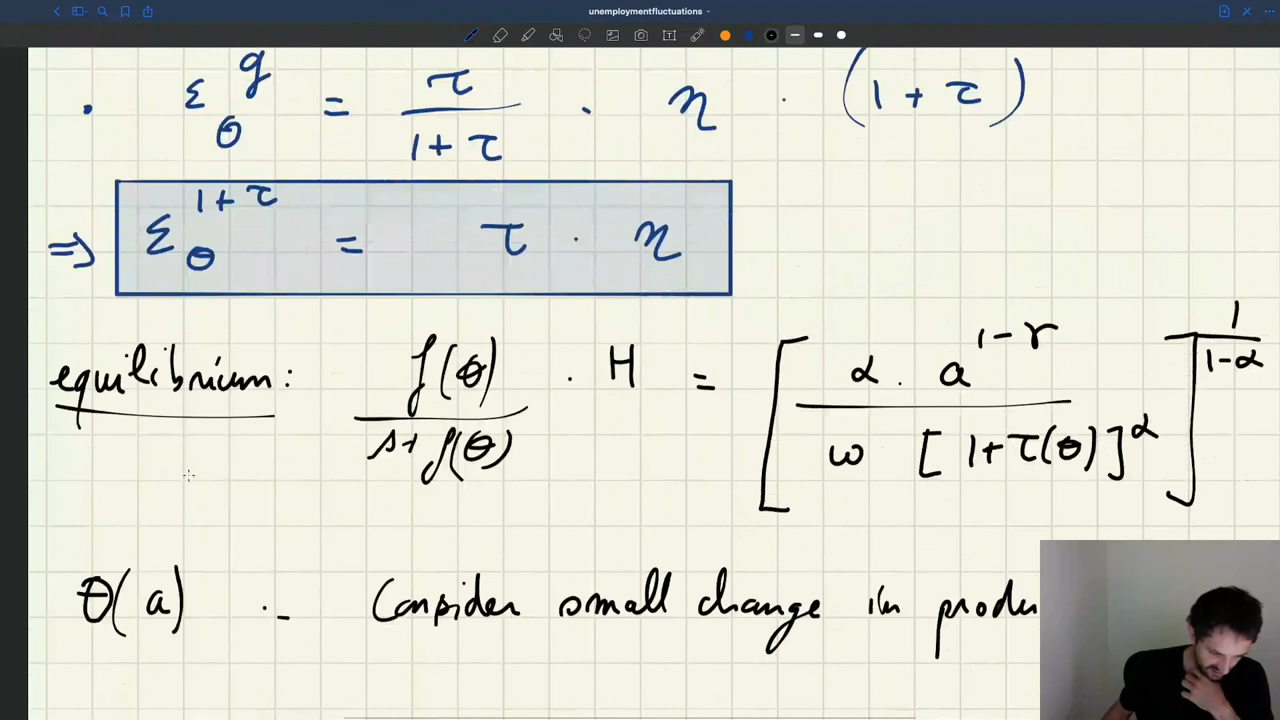 unemploymentfluctuations
· ε_θ^g = τ / (1 + τ) · η · (1 + τ)
⇒ ε_θ^{1+τ} = τ · η
equilibrium: f(θ) / (s + f(θ)) · H = [ α · a^{1-γ} / (ω [1 + τ(θ)]^α) ]^{1/(1-α)}
θ(a) :- Consider small change in produ